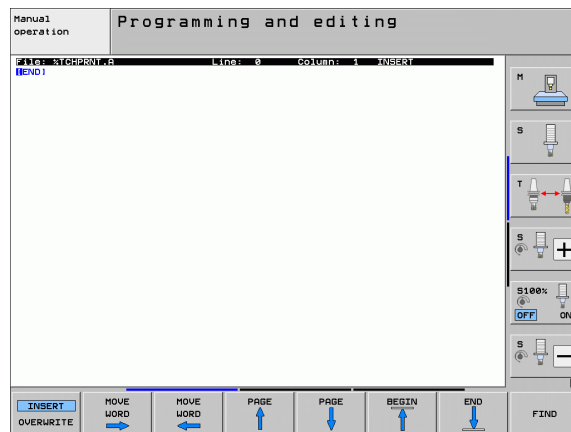 Manual
operation
Programming and editing
File: %TCHPRNT.A Line: 0 Column: 1 INSERT
[END]
M
S
T
S
S100%
OFF ON
S
INSERT
OVERWRITE
MOVE
WORD
MOVE
WORD
PAGE
PAGE
BEGIN
END
FIND